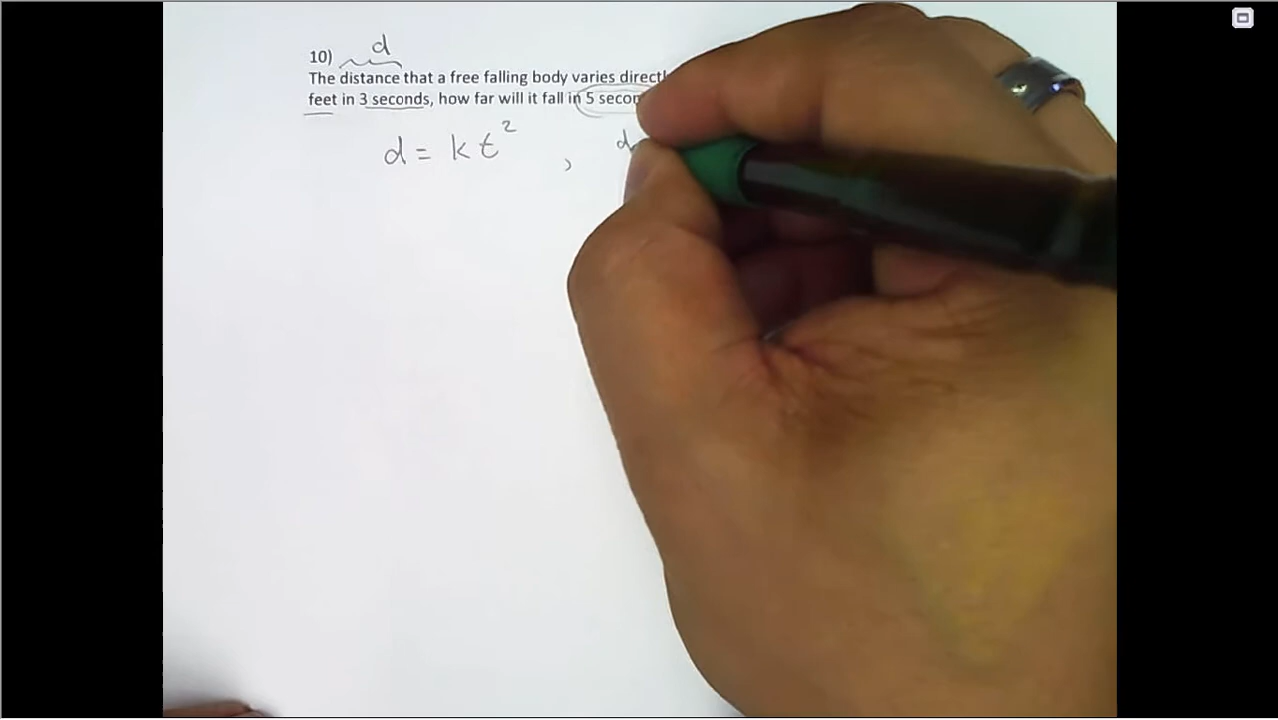 10) d
The distance that a free falling body varies directl
feet in 3 seconds, how far will it fall in 5 secon
d = kt² , d